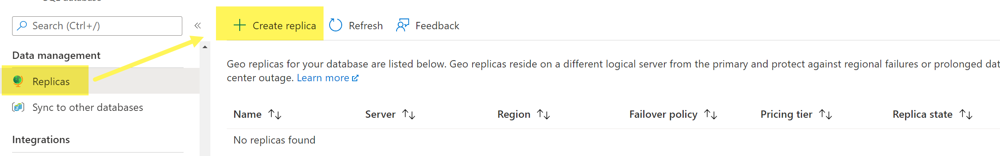 SQL database
Search (Ctrl+/)
Create replica
Refresh
Feedback
Data management
Replicas
Sync to other databases
Integrations
Geo replicas for your database are listed below. Geo replicas reside on a different logical server from the primary and protect against regional failures or prolonged dat
center outage. Learn more
Name Server Region Failover policy Pricing tier Replica state
No replicas found